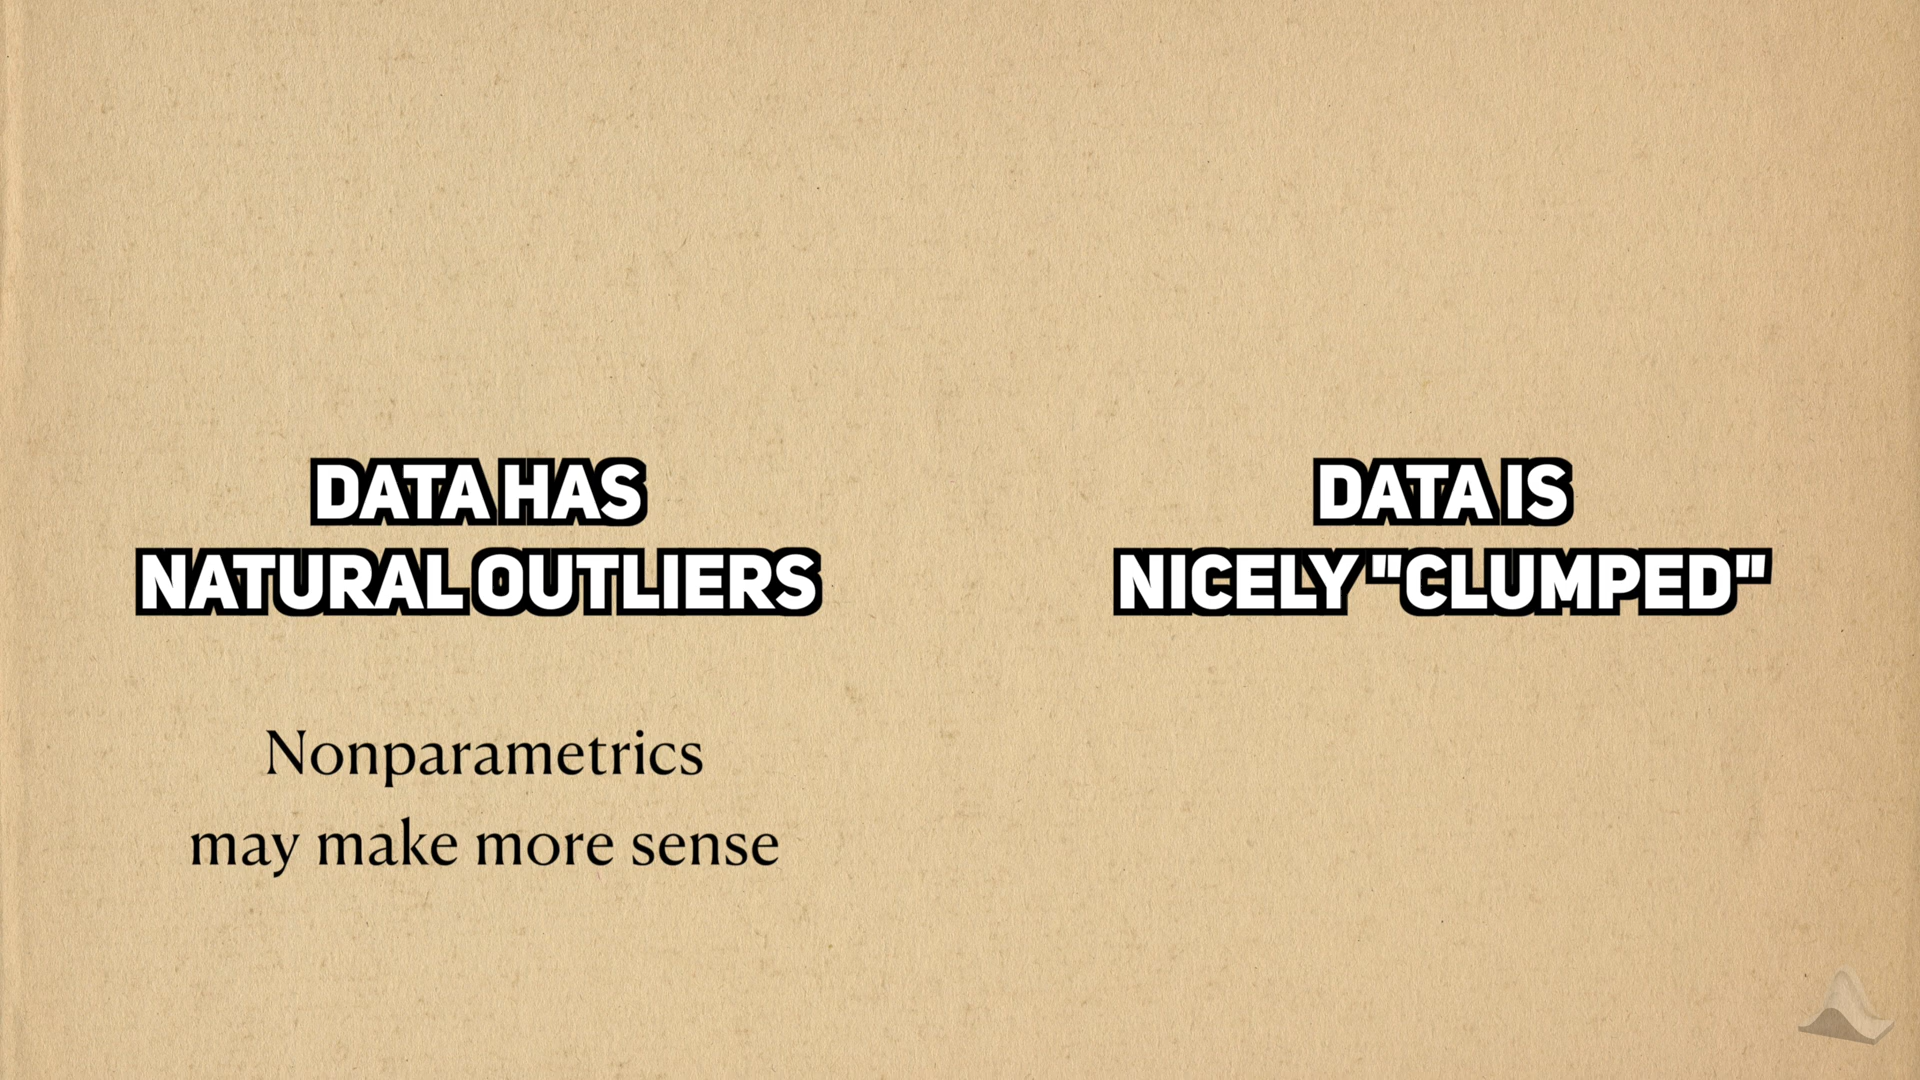 DATA HAS
NATURAL OUTLIERS
Nonparametrics
may make more sense
DATA IS
NICELY "CLUMPED"